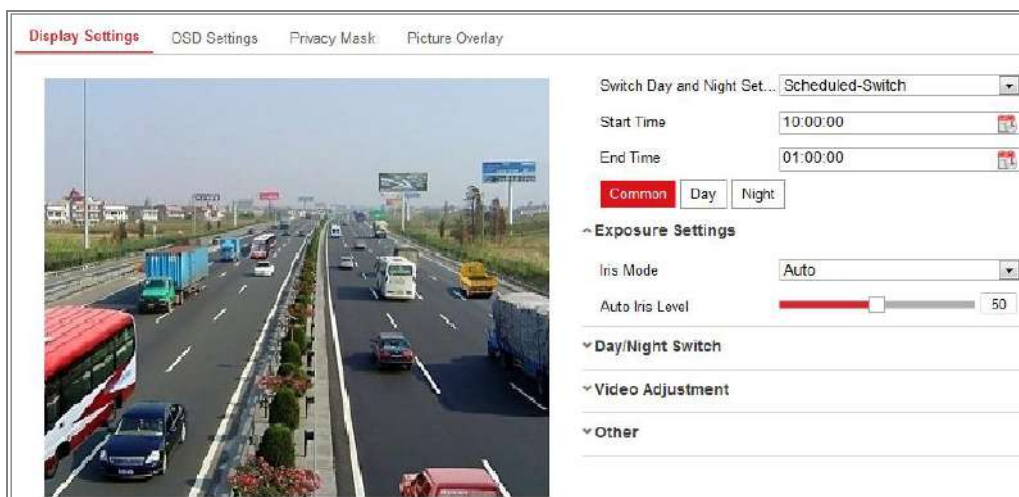 Display Settings OSD Settings Privacy Mask Picture Overlay
Switch Day and Night Set... Scheduled-Switch
Start Time 10:00:00
End Time 01:00:00
Common Day Night
Exposure Settings
Iris Mode Auto
Auto Iris Level 50
Day/Night Switch
Video Adjustment
Other